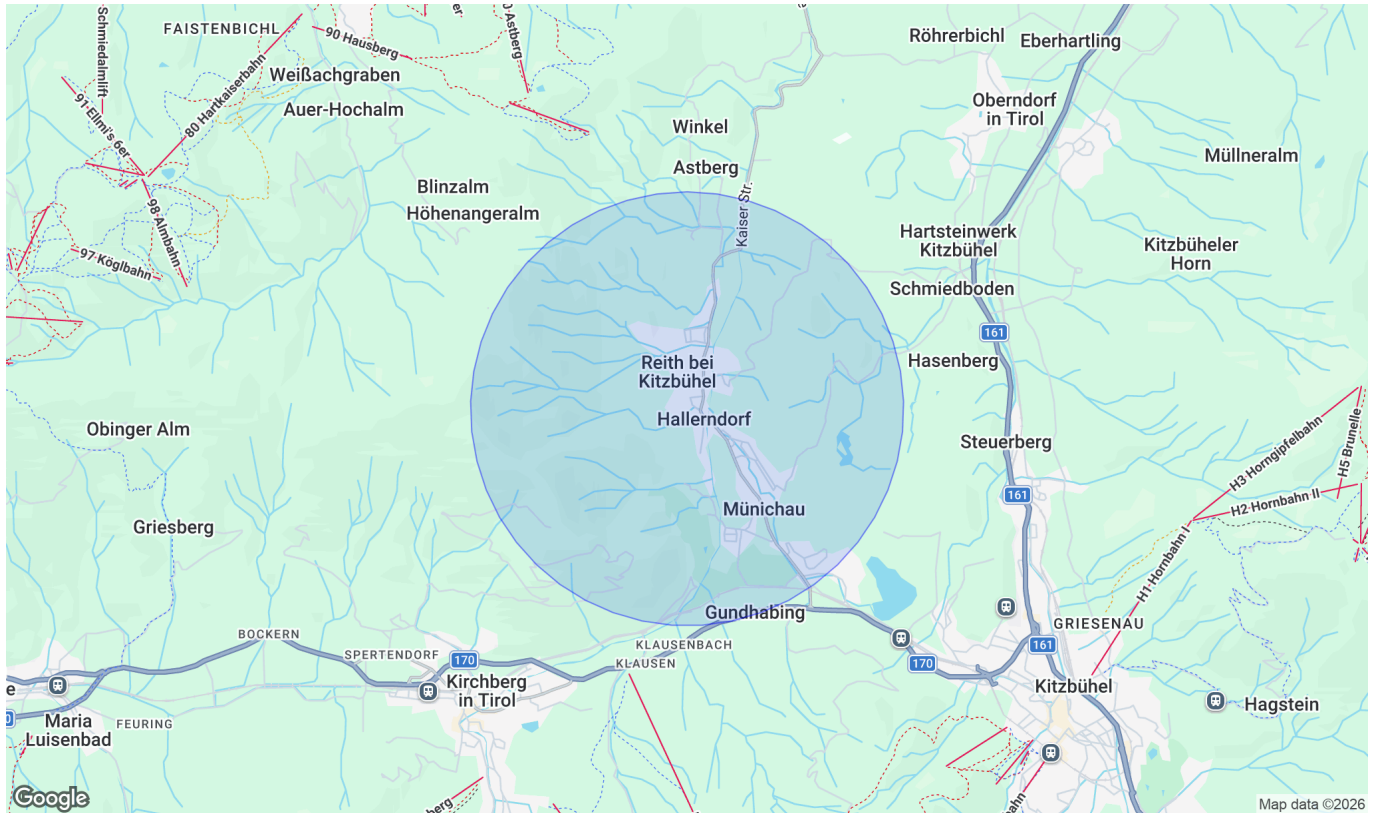 Schmiedalmlift
FAISTENBICHL
90 Hausberg
Röhrerbichl
Eberhartling
Weißachgraben
80 Hartkaiserbahn
91 Ellmi's 6er
Auer-Hochalm
Oberndorf
in Tirol
Winkel
Müllneralm
Astberg
Blinzalm
Höhenangeralm
98 Almbahn
Kaiser Str.
Hartsteinwerk
Kitzbühel
Kitzbüheler
Horn
97 Köglbahn
Schmiedboden
161
Reith bei
Kitzbühel
Hasenberg
Hallerndorf
Obinger Alm
Steuerberg
H3 Horngipfelbahn
H5 Brunelle
161
H2 Hornbahn II
Münichau
Griesberg
H1 Hornbahn I
Gundhabing
GRIESENAU
BOCKERN
KLAUSENBACH
161
SPERTENDORF
170
KLAUSEN
170
Kirchberg
in Tirol
Kitzbühel
Hagstein
Maria
Luisenbad
FEURING
Google
Map data ©2026